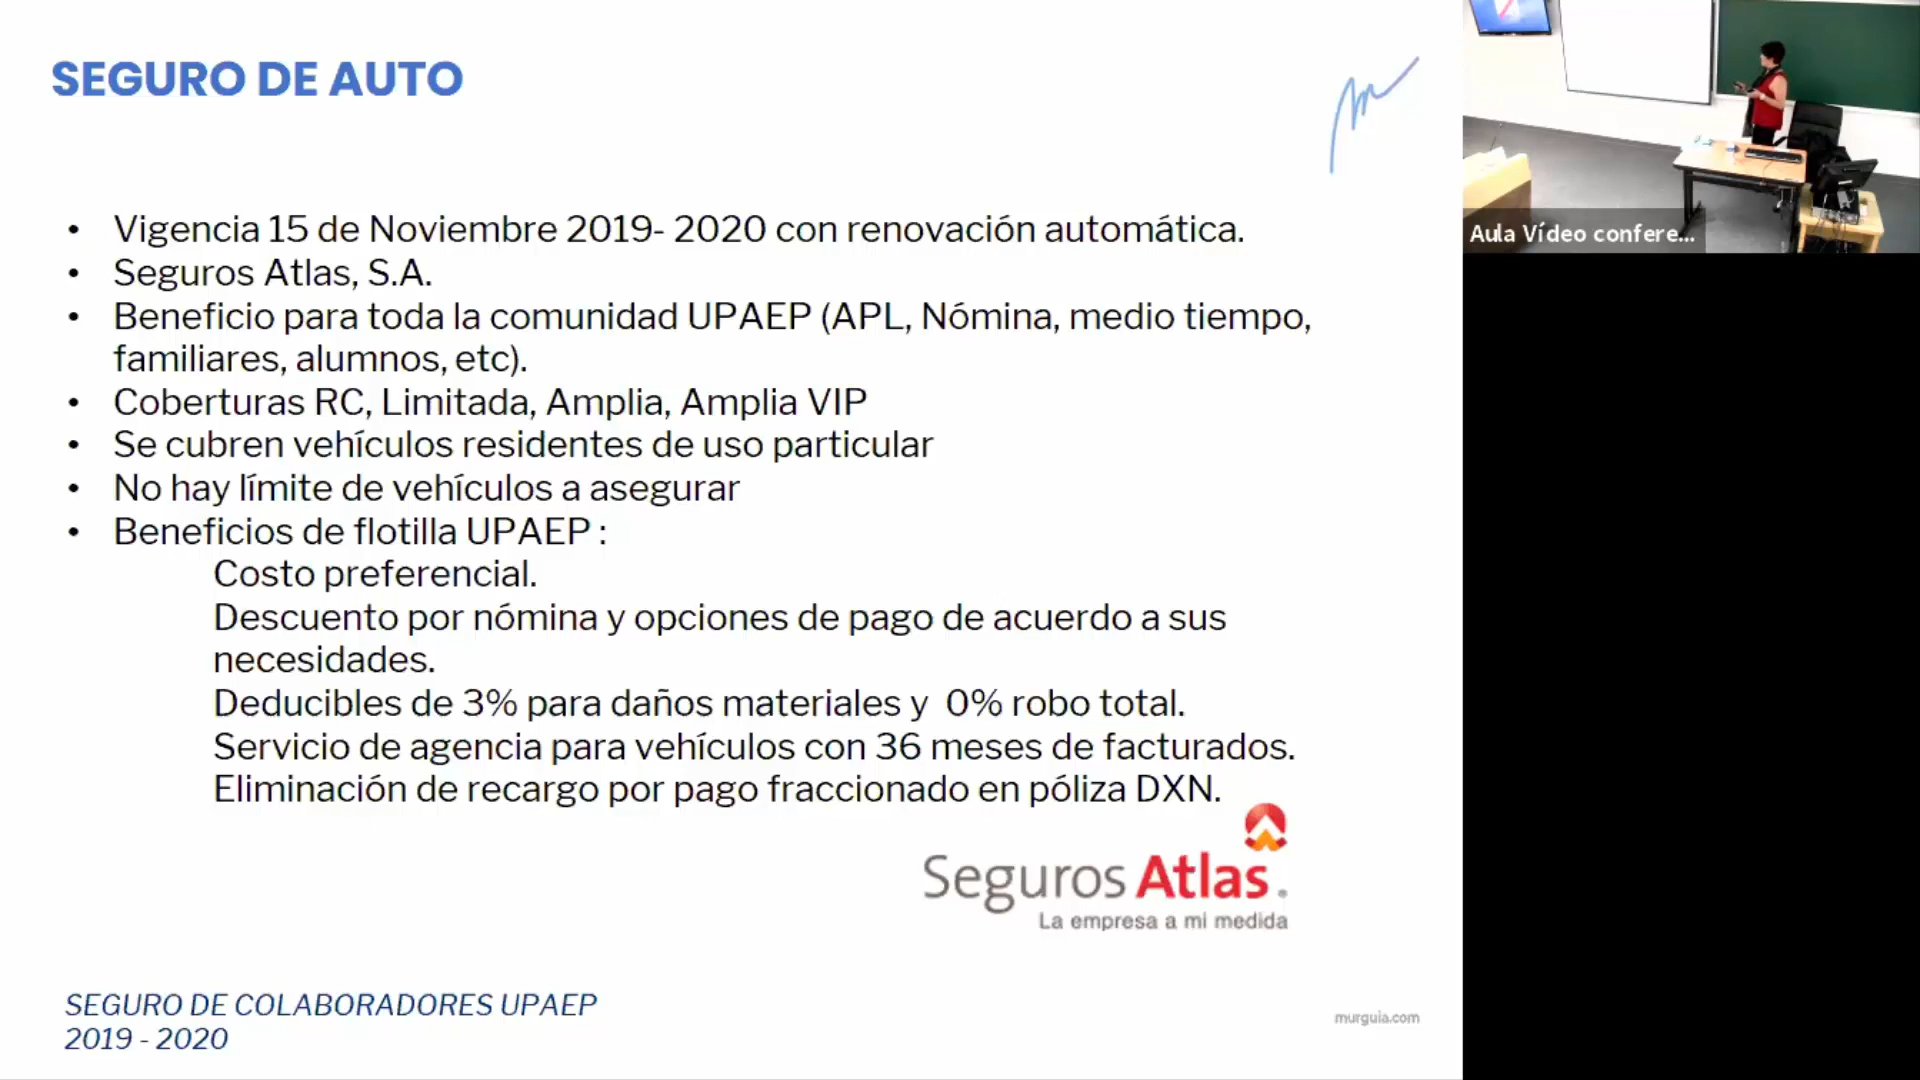 SEGURO DE AUTO
• Vigencia 15 de Noviembre 2019- 2020 con renovación automática.
• Seguros Atlas, S.A.
• Beneficio para toda la comunidad UPAEP (APL, Nómina, medio tiempo,
familiares, alumnos, etc).
• Coberturas RC, Limitada, Amplia, Amplia VIP
• Se cubren vehículos residentes de uso particular
• No hay límite de vehículos a asegurar
• Beneficios de flotilla UPAEP :
Costo preferencial.
Descuento por nómina y opciones de pago de acuerdo a sus
necesidades.
Deducibles de 3% para daños materiales y 0% robo total.
Servicio de agencia para vehículos con 36 meses de facturados.
Eliminación de recargo por pago fraccionado en póliza DXN.
Seguros Atlas.
La empresa a mi medida
SEGURO DE COLABORADORES UPAEP
2019 - 2020
murguia.com
Aula Vídeo confere...